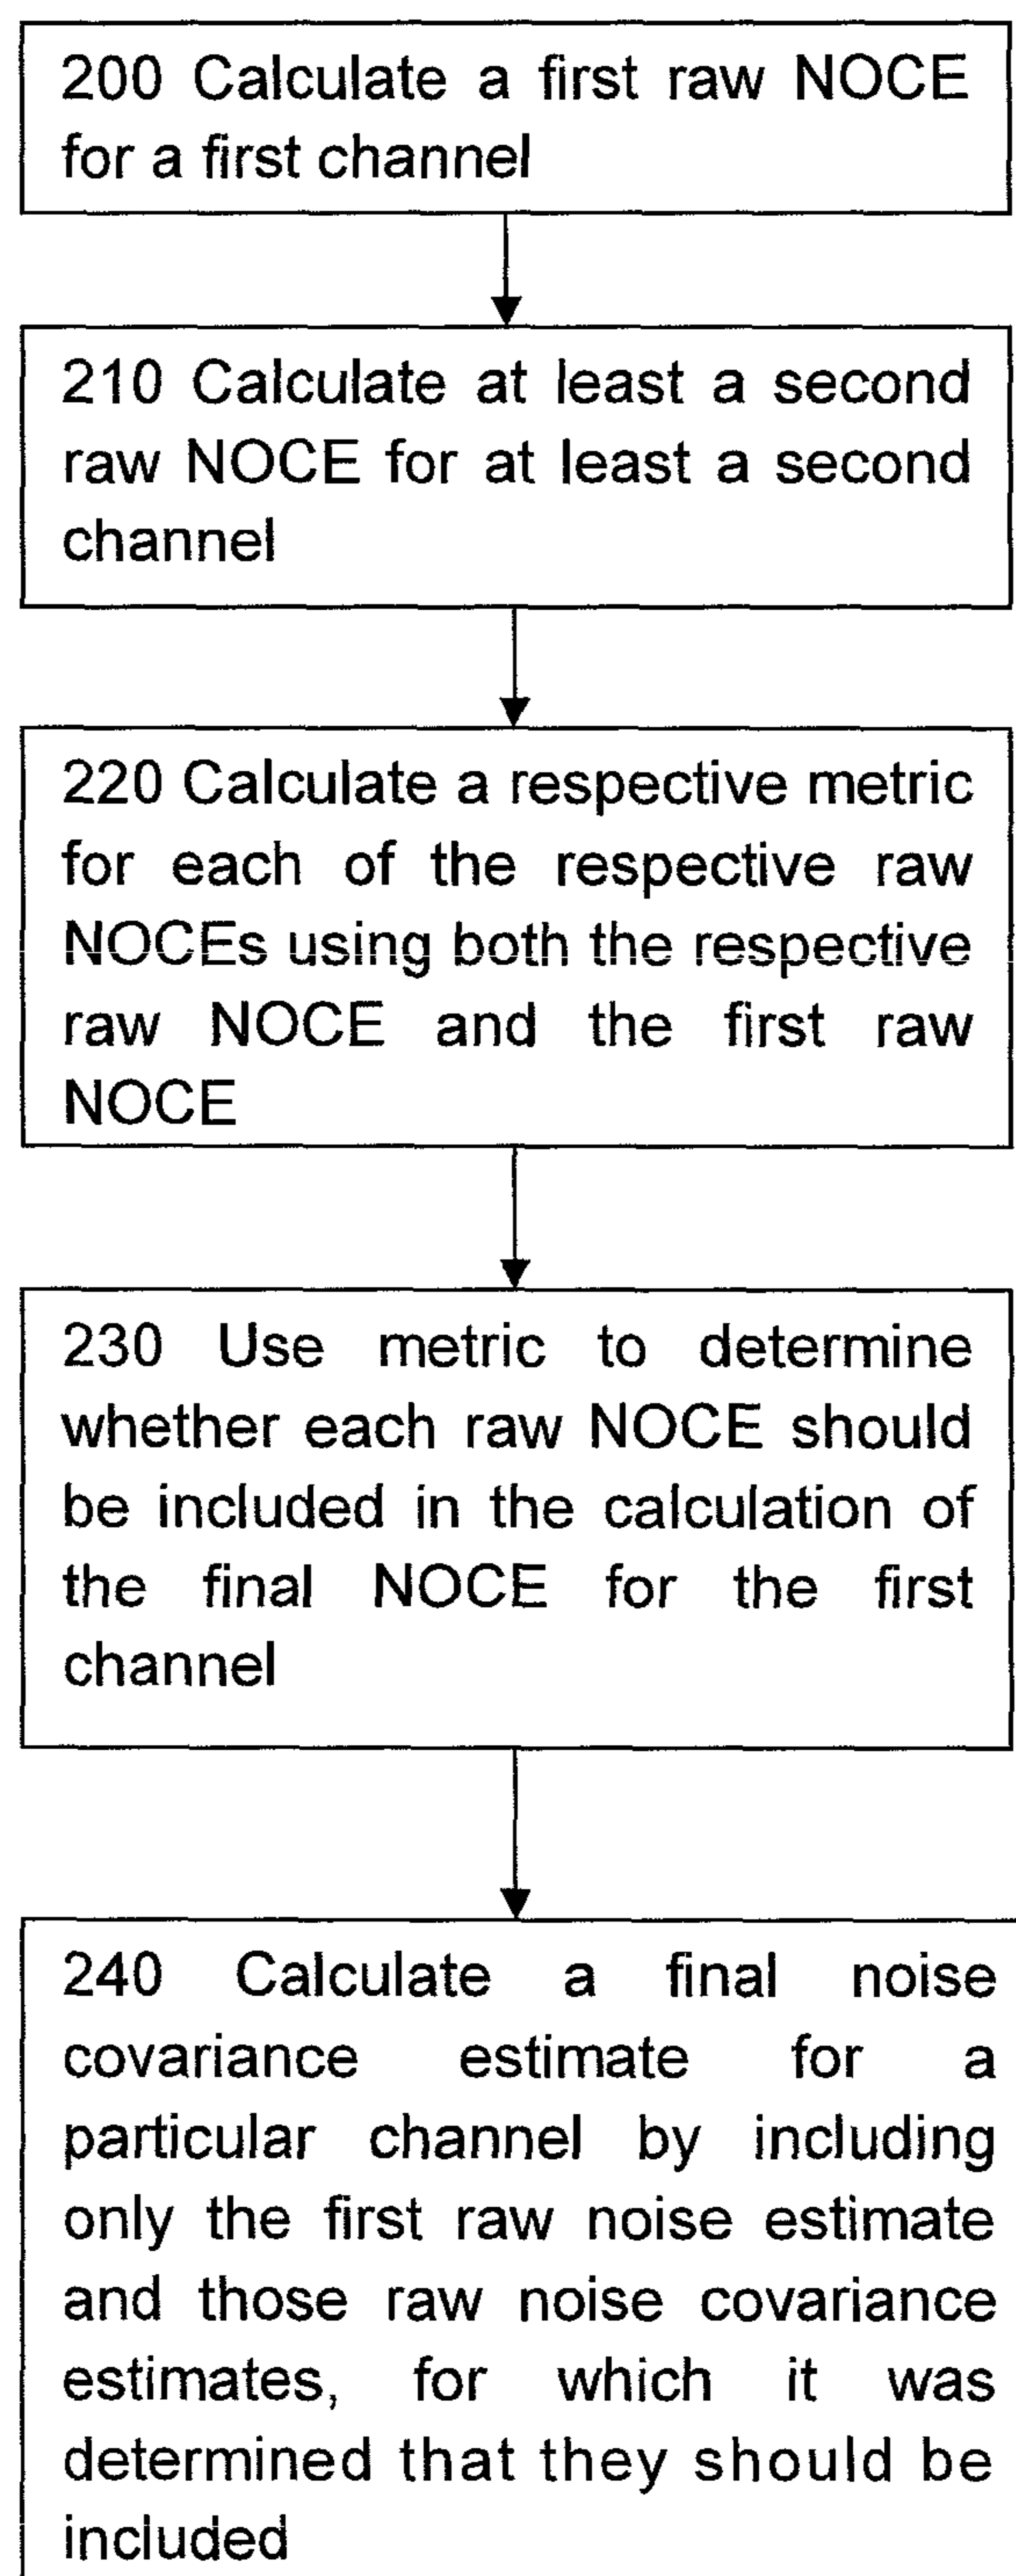 200 Calculate a first raw NOCE
for a first channel
210 Calculate at least a second
raw NOCE for at least a second
channel
220 Calculate a respective metric
for each of the respective raw
NOCEs using both the respective
raw NOCE and the first raw
NOCE
230 Use metric to determine
whether each raw NOCE should
be included in the calculation of
the final NOCE for the first
channel
240 Calculate a final noise
covariance estimate for a
particular channel by including
only the first raw noise estimate
and those raw noise covariance
estimates, for which it was
determined that they should be
included